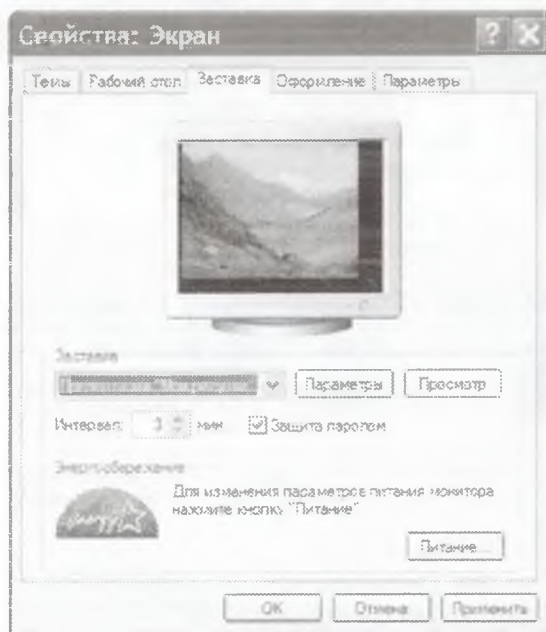 Свойства: Экран
Темы Рабочий стол Заставка Оформление Параметры
Заставка
Параметры Просмотр
Интервал: 3 мин Защита паролем
Энергосбережение
Для изменения параметров питания монитора
нажмите кнопку "Питание"
Питание...
OK Отмена Применить